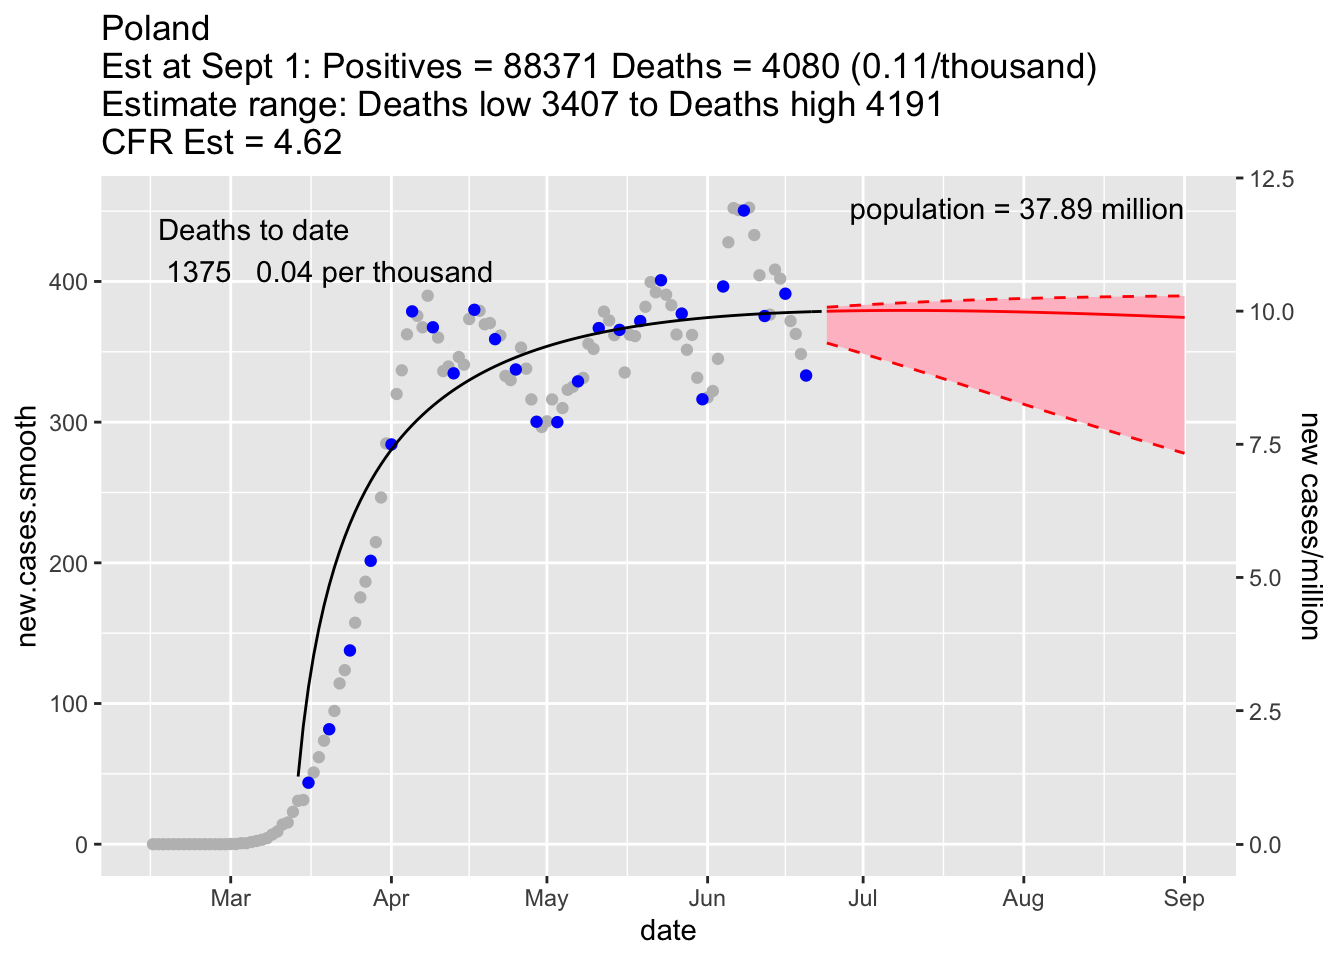 Poland
Est at Sept 1: Positives = 88371 Deaths = 4080 (0.11/thousand)
Estimate range: Deaths low 3407 to Deaths high 4191
CFR Est = 4.62
Deaths to date
1375 0.04 per thousand
population = 37.89 million
new.cases.smooth
400
300
200
100
0
12.5
10.0
7.5
5.0
2.5
0.0
new cases/million
Mar Apr May Jun Jul Aug Sep
date